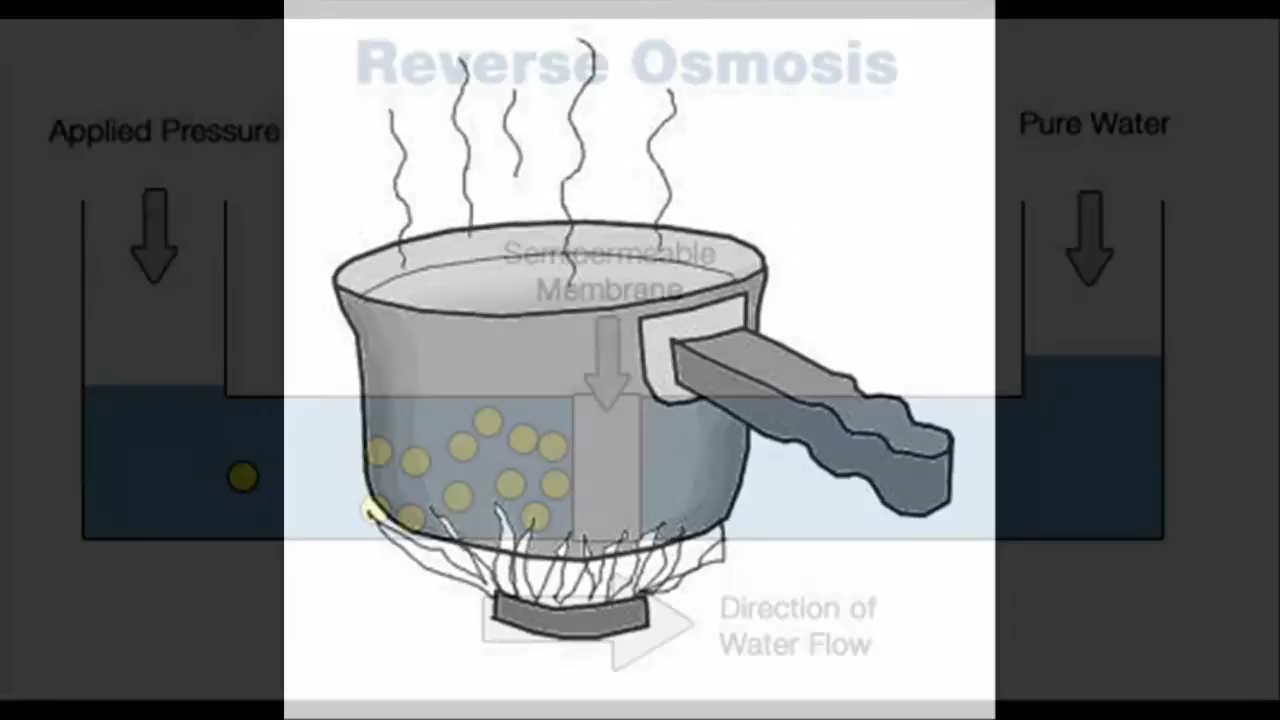 Reverse Osmosis
Applied Pressure
Pure Water
Semipermeable
Membrane
Direction of
Water Flow